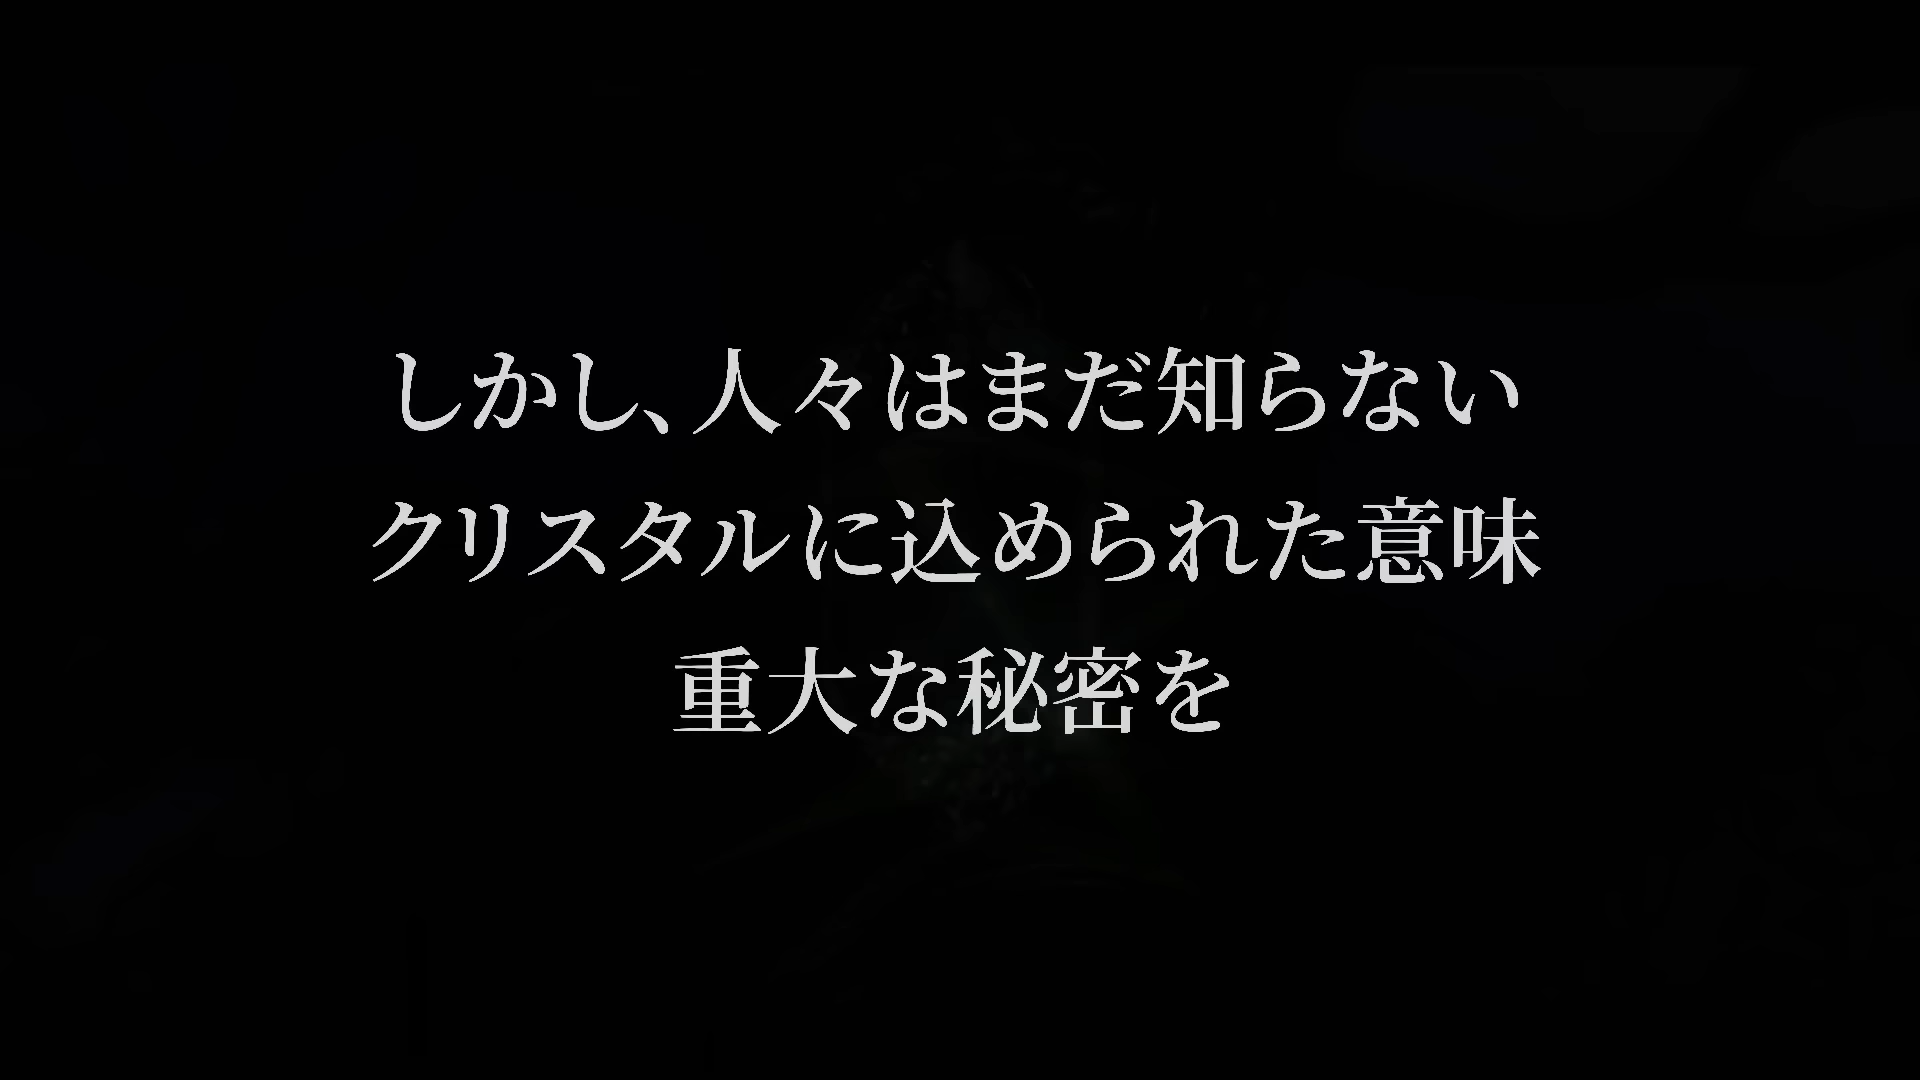 しかし、人々はまだ知らない
クリスタルに込められた意味
重大な秘密を